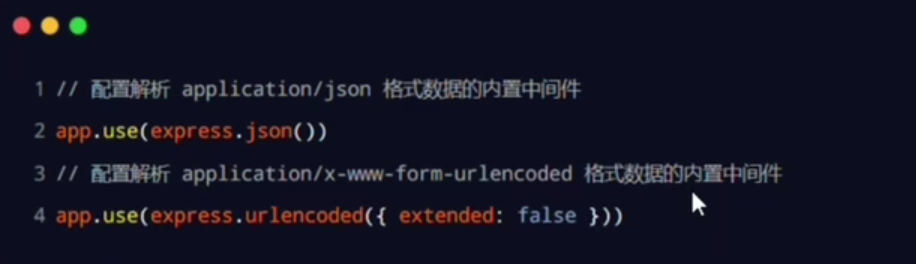 1 // 配置解析 application/json 格式数据的内置中间件
2 app.use(express.json())
3 // 配置解析 application/x-www-form-urlencoded 格式数据的内置中间件
4 app.use(express.urlencoded({ extended: false }))